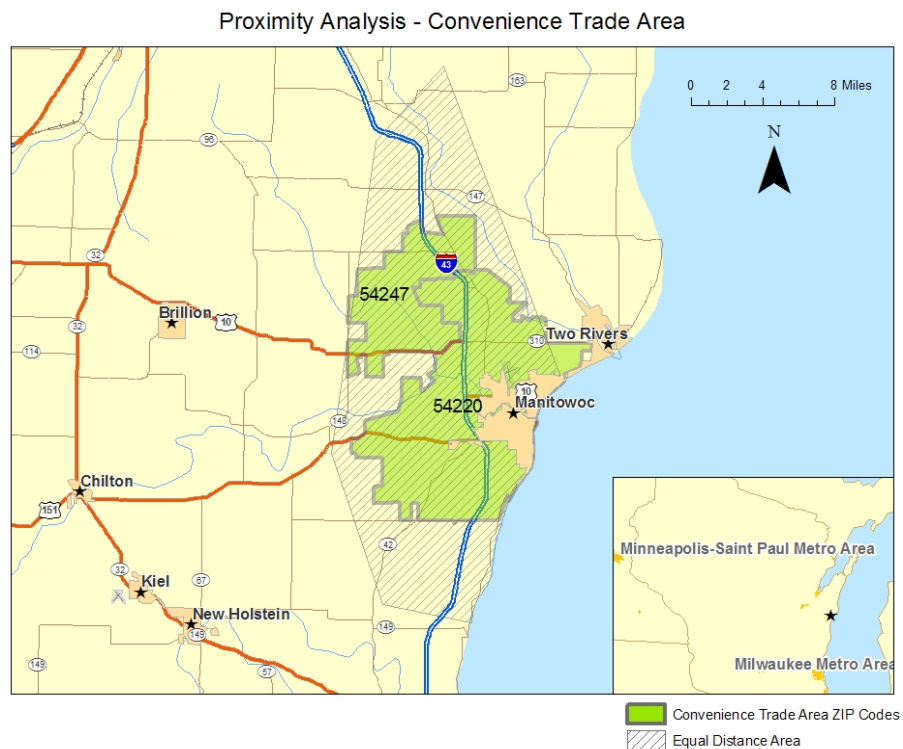 Proximity Analysis - Convenience Trade Area
163
0 2 4 8 Miles
96
N
147
32
43
54247
Brillion
10
32
Two Rivers
310
114
10
54220
Manitowoc
148
Chilton
151
Minneapolis-Saint Paul Metro Area
42
32
Kiel
67
New Holstein
149
149
149
57
Milwaukee Metro Area
Convenience Trade Area ZIP Codes
Equal Distance Area